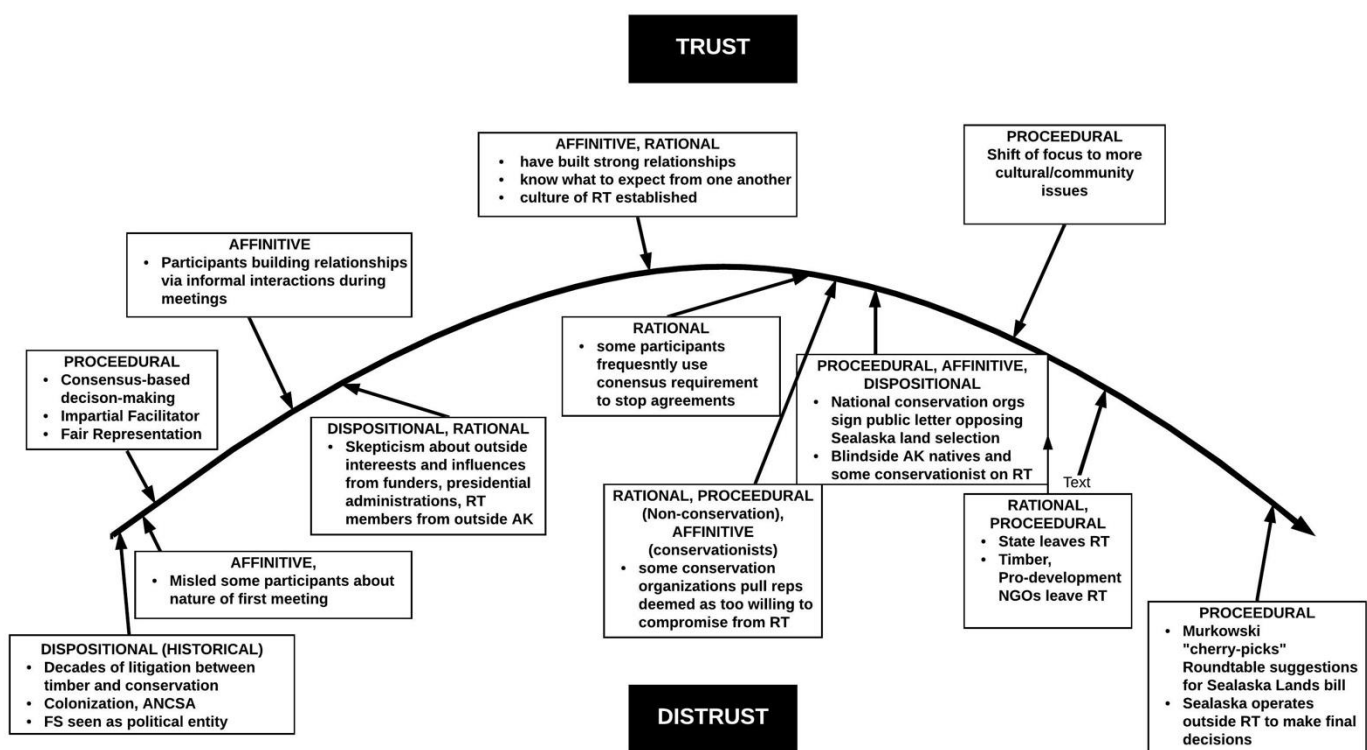 TRUST
AFFINITIVE, RATIONAL
• have built strong relationships
• know what to expect from one another
• culture of RT established
PROCEEDURAL
Shift of focus to more
cultural/community
issues
AFFINITIVE
• Participants building relationships
via informal interactions during
meetings
PROCEEDURAL
• Consensus-based
decison-making
• Impartial Facilitator
• Fair Representation
RATIONAL
• some participants
frequesntly use
conensus requirement
to stop agreements
PROCEEDURAL, AFFINITIVE,
DISPOSITIONAL
• National conservation orgs
sign public letter opposing
Sealaska land selection
• Blindside AK natives and
some conservationist on RT
DISPOSITIONAL, RATIONAL
• Skepticism about outside
intereests and influences
from funders, presidential
administrations, RT
members from outside AK
Text
RATIONAL, PROCEEDURAL
(Non-conservation),
AFFINITIVE
(conservationists)
• some conservation
organizations pull reps
deemed as too willing to
compromise from RT
RATIONAL,
PROCEEDURAL
• State leaves RT
• Timber,
Pro-development
NGOs leave RT
AFFINITIVE,
• Misled some participants about
nature of first meeting
PROCEEDURAL
• Murkowski
"cherry-picks"
Roundtable suggestions
for Sealaska Lands bill
• Sealaska operates
outside RT to make final
decisions
DISPOSITIONAL (HISTORICAL)
• Decades of litigation between
timber and conservation
• Colonization, ANCSA
• FS seen as political entity
DISTRUST